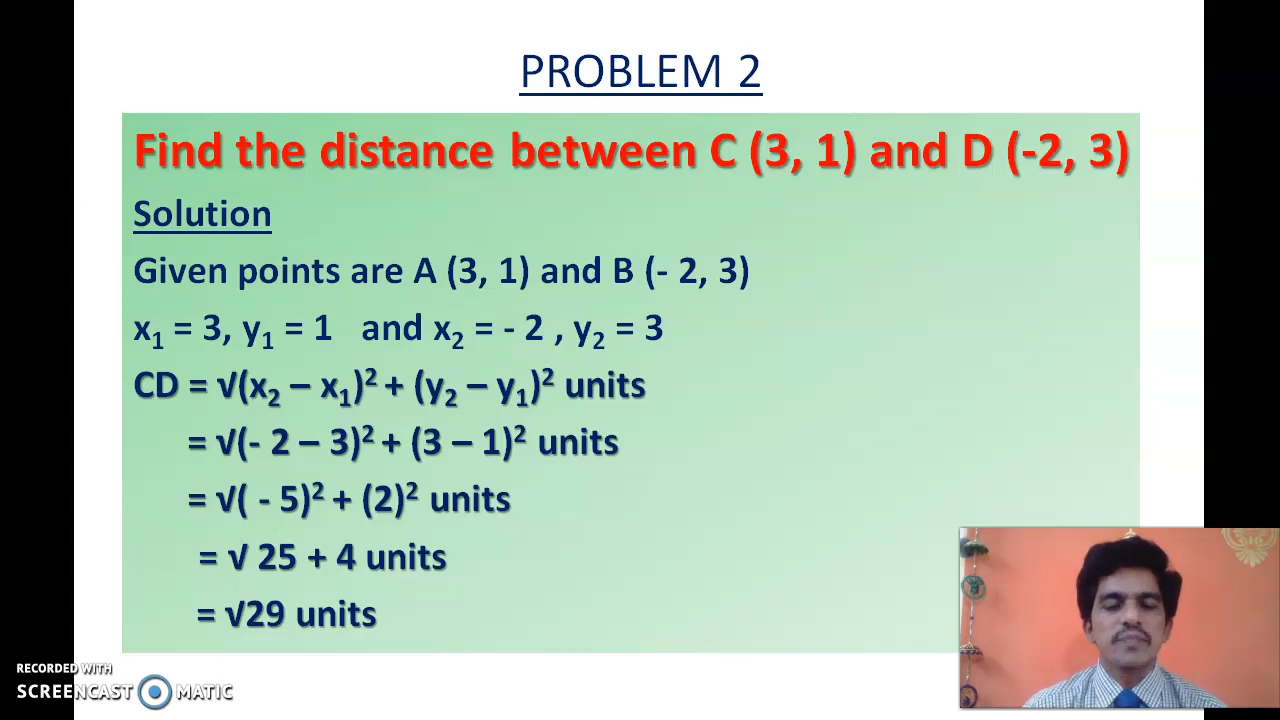 PROBLEM 2
Find the distance between C (3, 1) and D (-2, 3)
Solution
Given points are A (3, 1) and B (- 2, 3)
x₁ = 3, y₁ = 1 and x₂ = - 2 , y₂ = 3
CD = √(x₂ – x₁)² + (y₂ – y₁)² units
= √(- 2 – 3)² + (3 – 1)² units
= √( - 5)² + (2)² units
= √ 25 + 4 units
= √29 units
RECORDED WITH
SCREENCAST MATIC